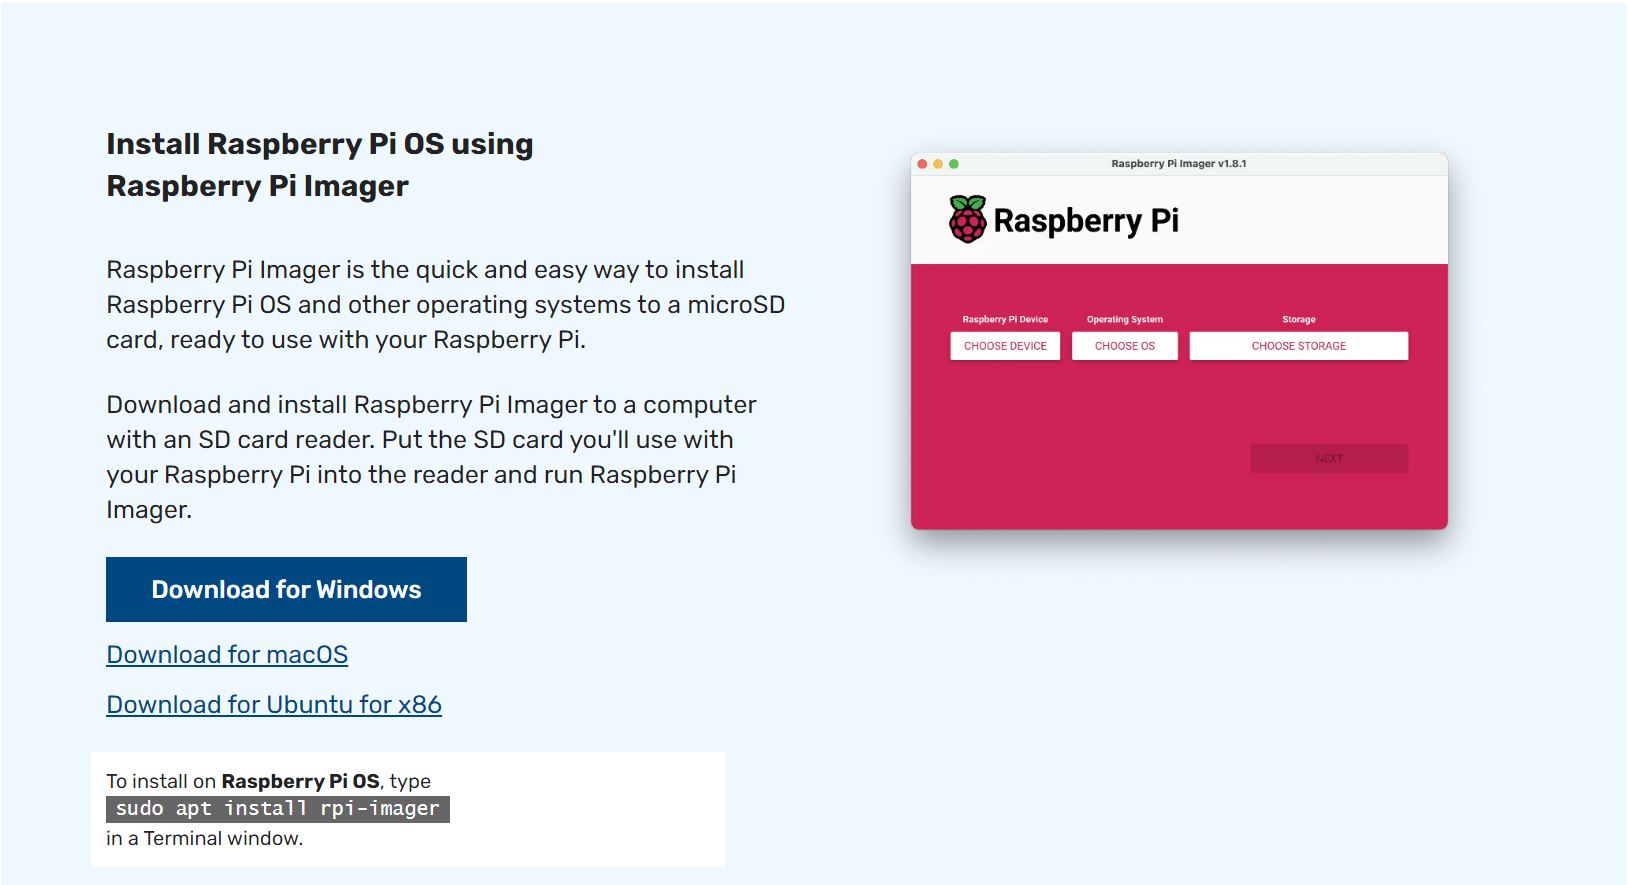 Install Raspberry Pi OS using
Raspberry Pi Imager
Raspberry Pi Imager is the quick and easy way to install
Raspberry Pi OS and other operating systems to a microSD
card, ready to use with your Raspberry Pi.
Download and install Raspberry Pi Imager to a computer
with an SD card reader. Put the SD card you'll use with
your Raspberry Pi into the reader and run Raspberry Pi
Imager.
Download for Windows
Download for macOS
Download for Ubuntu for x86
To install on Raspberry Pi OS, type
sudo apt install rpi-imager
in a Terminal window.
Raspberry Pi Imager v1.8.1
Raspberry Pi
Raspberry Pi Device Operating System Storage
CHOOSE DEVICE CHOOSE OS CHOOSE STORAGE
NEXT